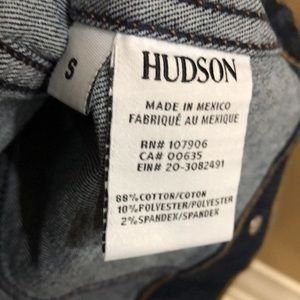 S
HUDSON
MADE IN MEXICO
FABRIQUÉ AU MEXIQUE
RN# 107906
CA# 00635
EIN# 20-3082491
88%COTTON/COTON
10%POLYESTER/POLYESTER
2%SPANDEX/SPANDEX